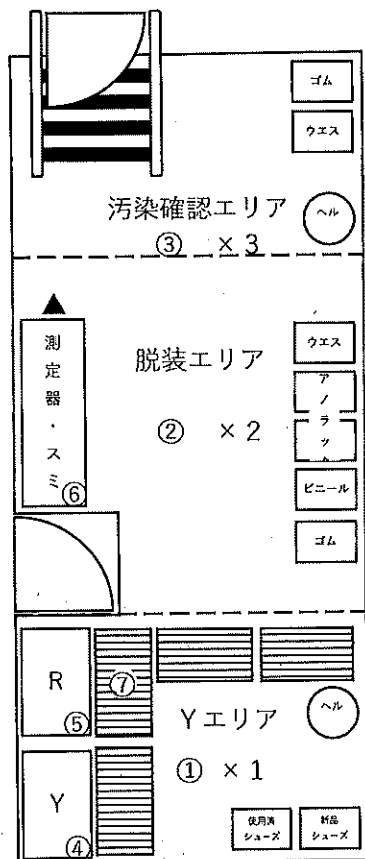 ゴム
ウエス
汚染確認エリア
ヘル
③ ×3
測定器・スミ
⑥
脱装エリア
② ×2
ウエス
アノラック
ビニール
ゴム
R
⑤
⑦
Yエリア
ヘル
① ×1
Y
④
使用済
シューズ
新品
シューズ